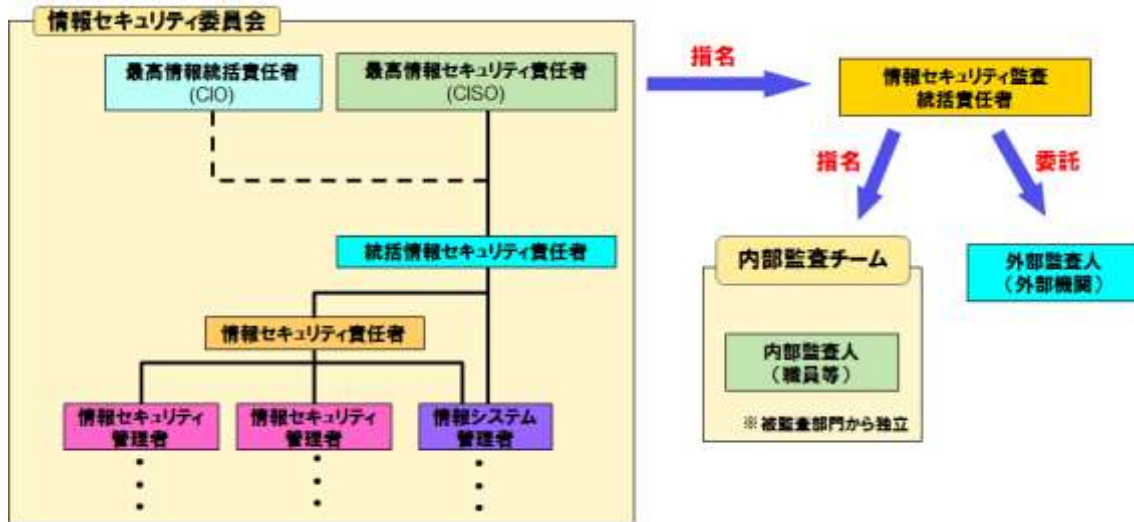 情報セキュリティ委員会
最高情報統括責任者
(CIO)
最高情報セキュリティ責任者
(CISO)
統括情報セキュリティ責任者
情報セキュリティ責任者
情報セキュリティ
管理者
情報セキュリティ
管理者
情報システム
管理者
指名
情報セキュリティ監査
統括責任者
指名
委託
内部監査チーム
内部監査人
(職員等)
※被監査部門から独立
外部監査人
(外部機関)